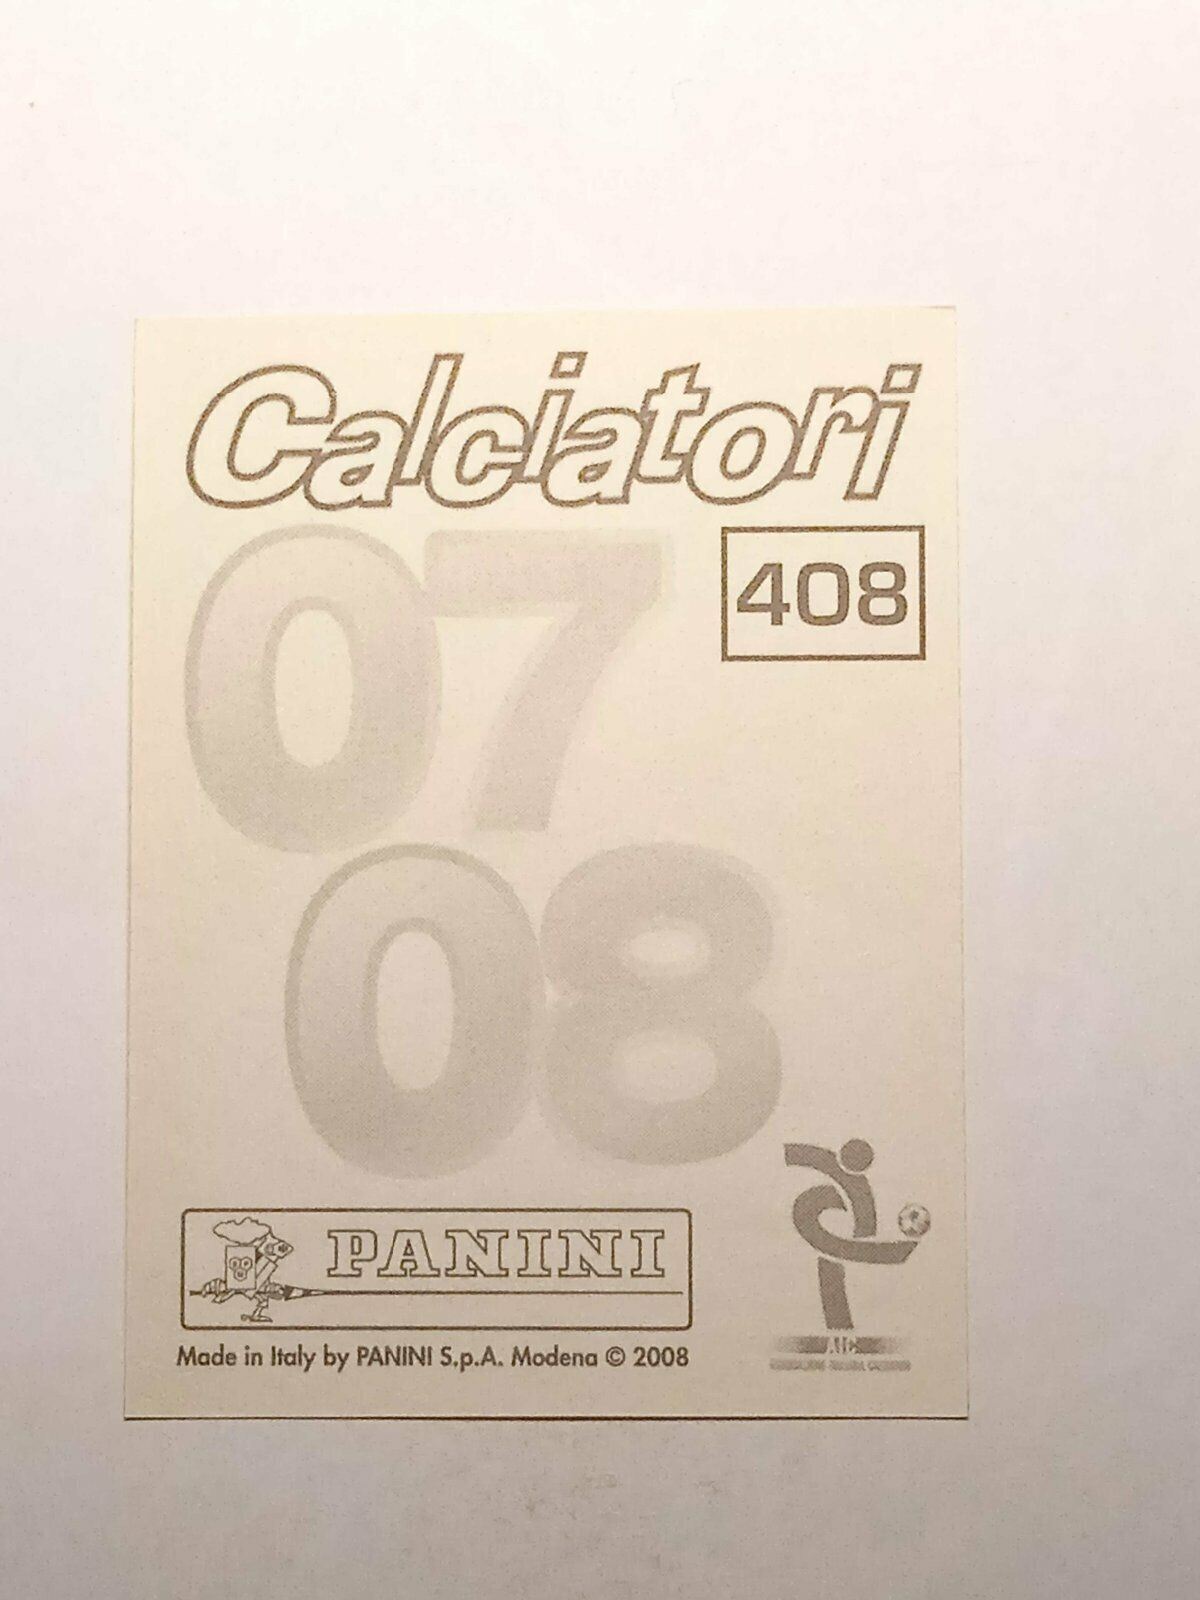 Calciatori
07
408
08
PANINI
Made in Italy by PANINI S.p.A. Modena © 2008